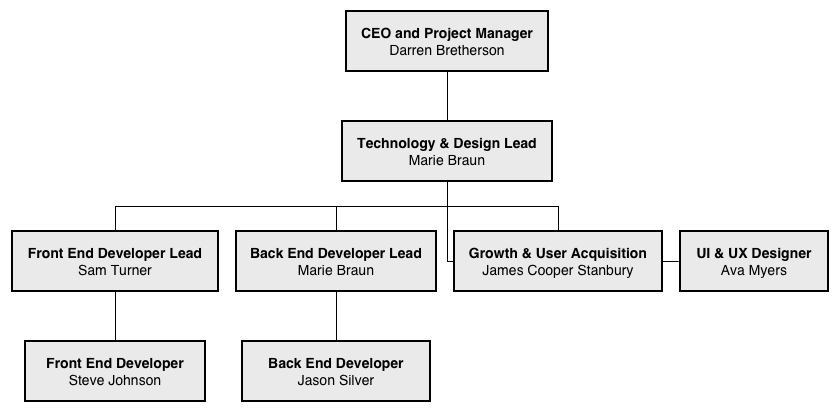 CEO and Project Manager
Darren Bretherson
Technology & Design Lead
Marie Braun
Front End Developer Lead
Sam Turner
Back End Developer Lead
Marie Braun
Growth & User Acquisition
James Cooper Stanbury
UI & UX Designer
Ava Myers
Front End Developer
Steve Johnson
Back End Developer
Jason Silver